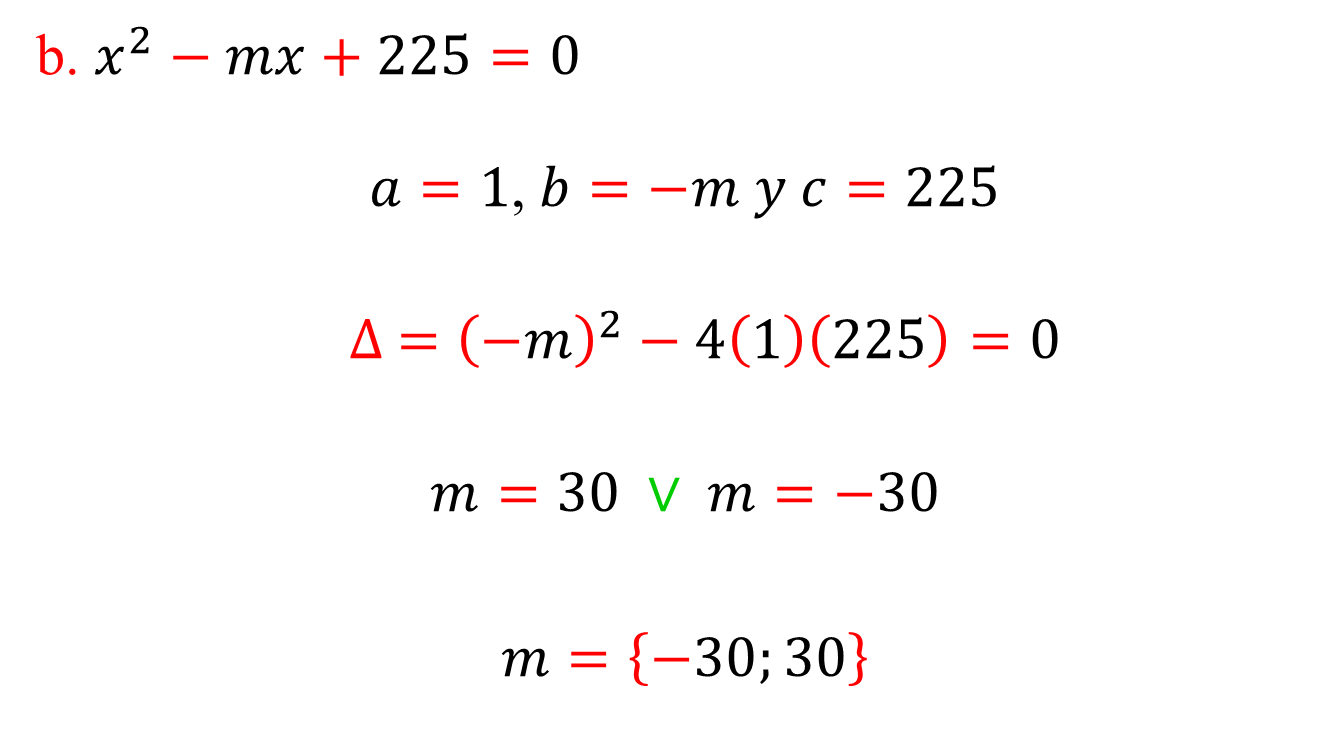 b. x² − mx + 225 = 0
a = 1, b = −m y c = 225
Δ = (−m)² − 4(1)(225) = 0
m = 30 ∨ m = −30
m = {−30; 30}